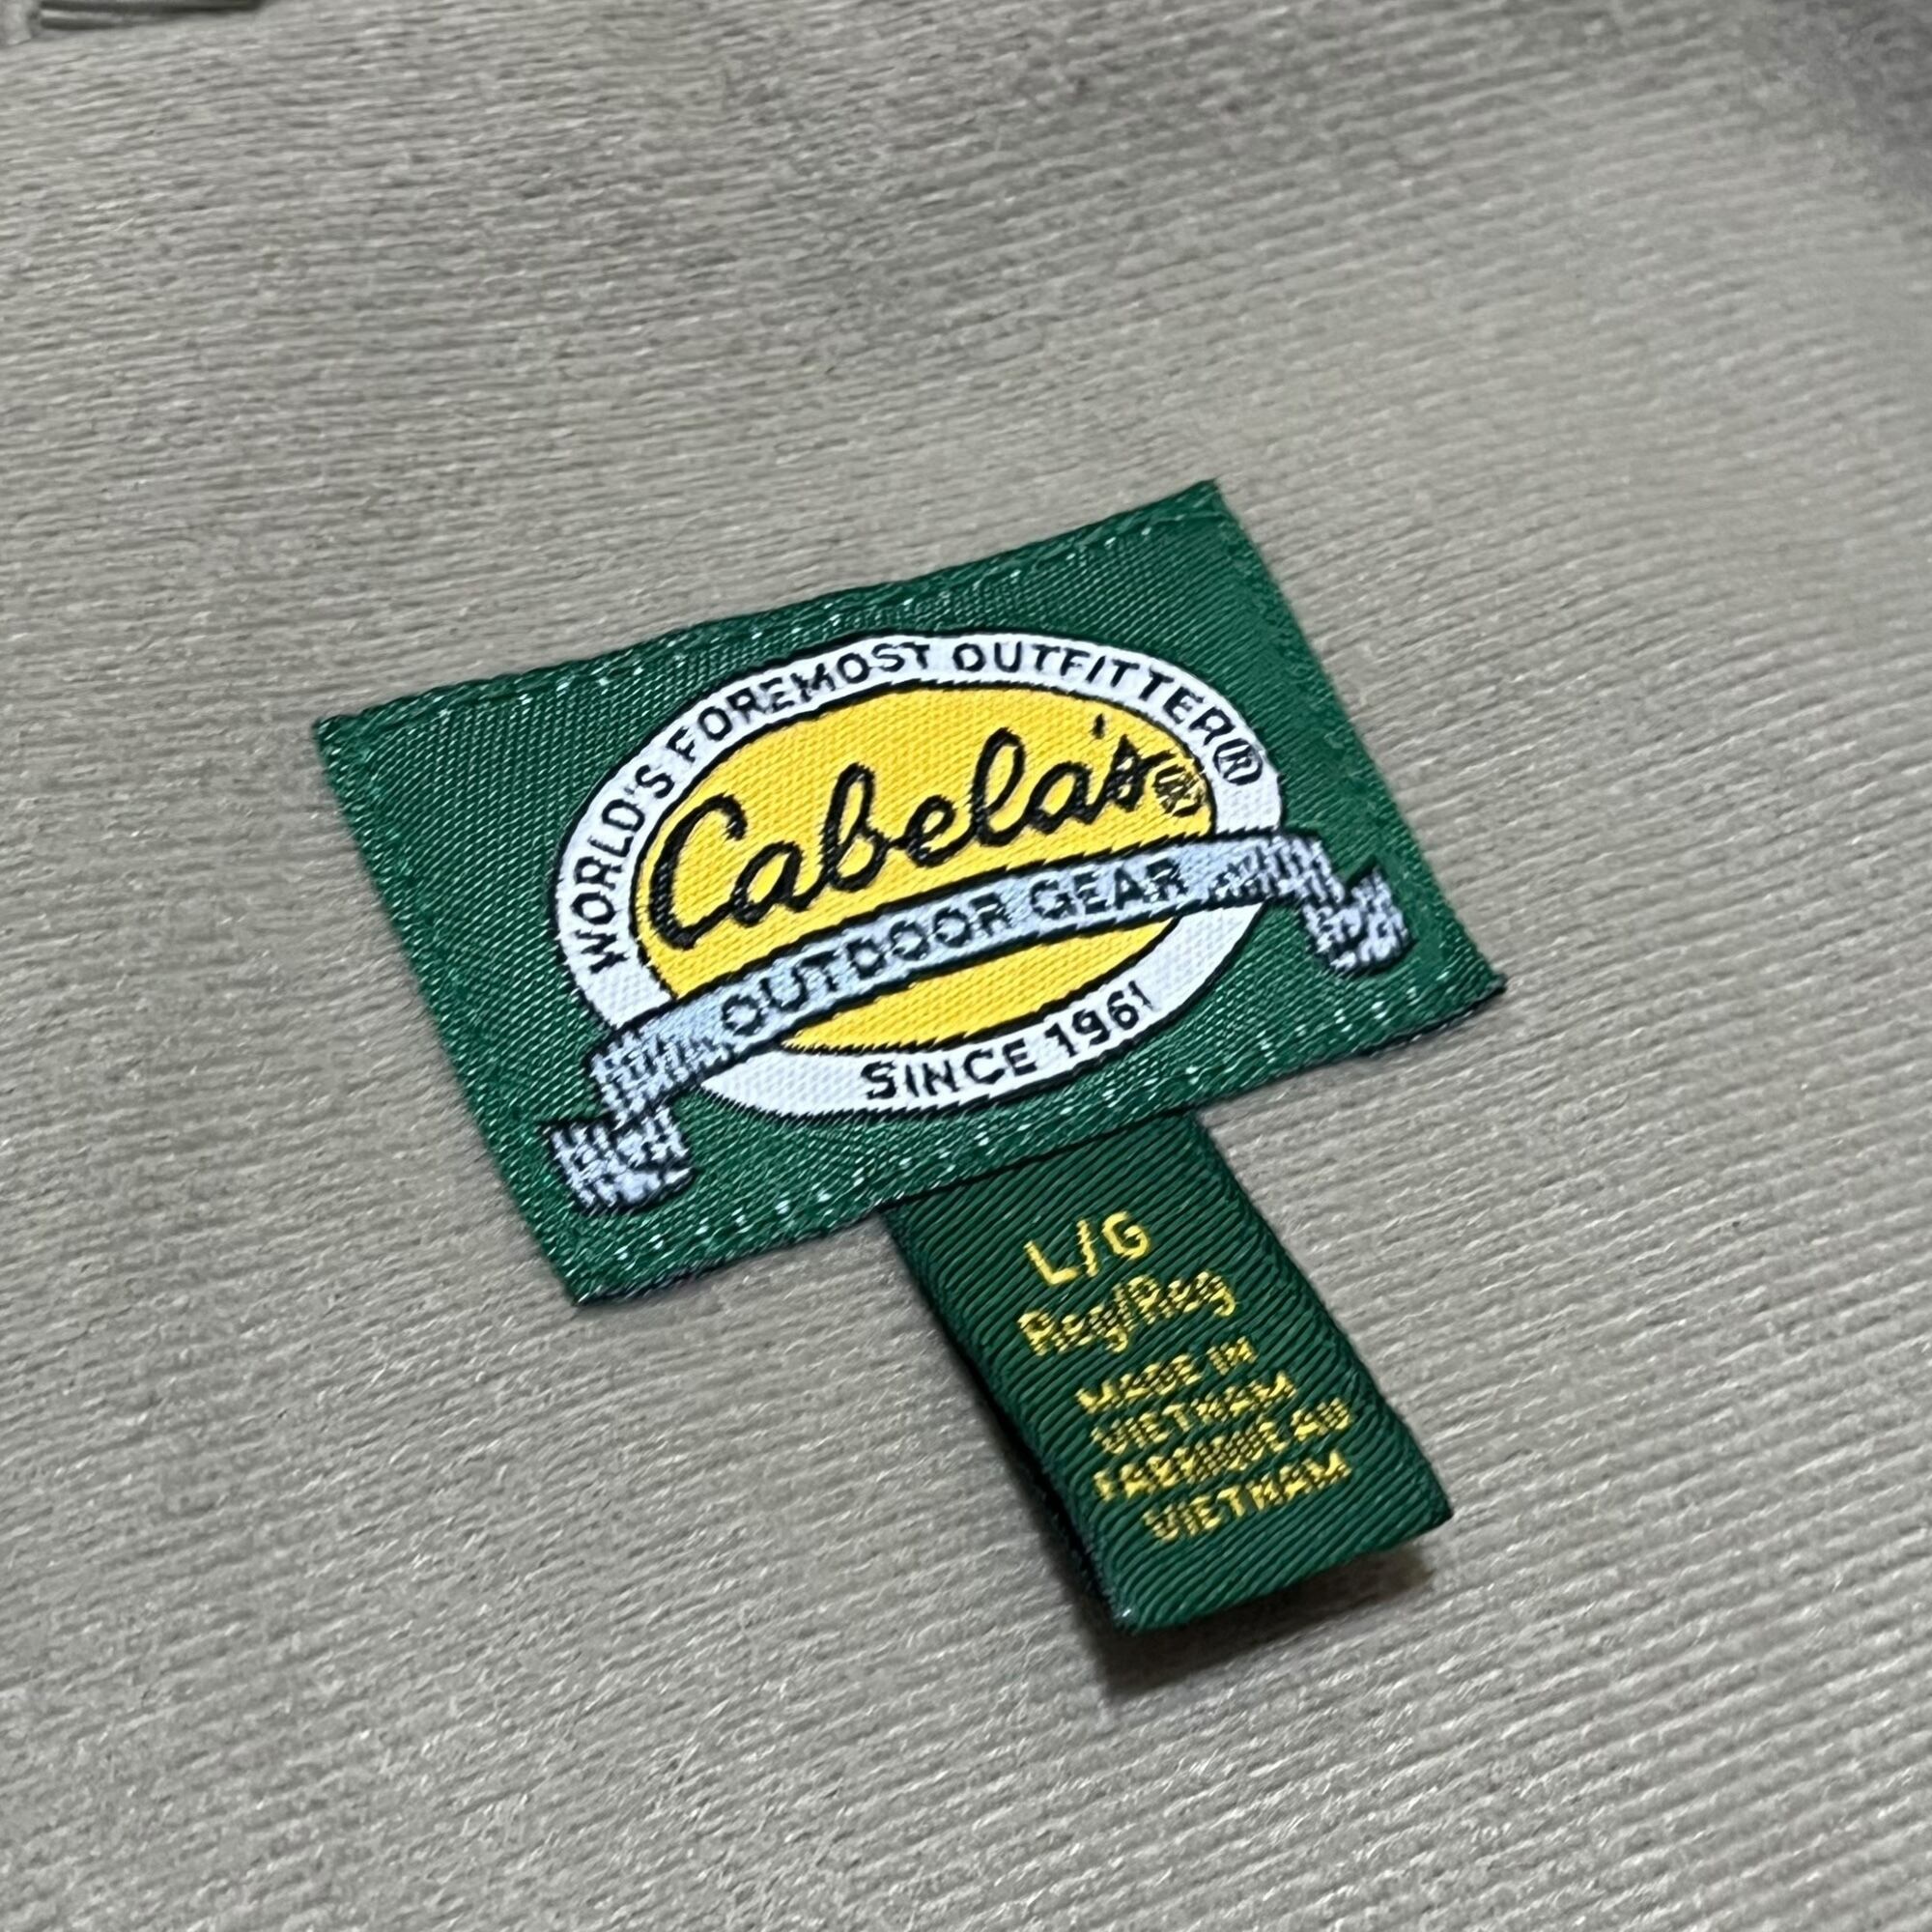 WORLD'S FOREMOST OUTFITTER®
Cabela's®
OUTDOOR GEAR
SINCE 1961
L/G
Reg/Reg
MADE IN
VIETNAM
FABRIQUE AU
VIETNAM